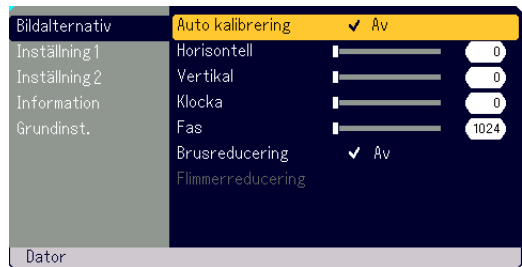 Bildalternativ Auto kalibrering ✔ Av
Inställning 1 Horisontell 0
Inställning 2 Vertikal 0
Information Klocka 0
Grundinst. Fas 1024
Brusreducering ✔ Av
Flimmerreducering
Dator